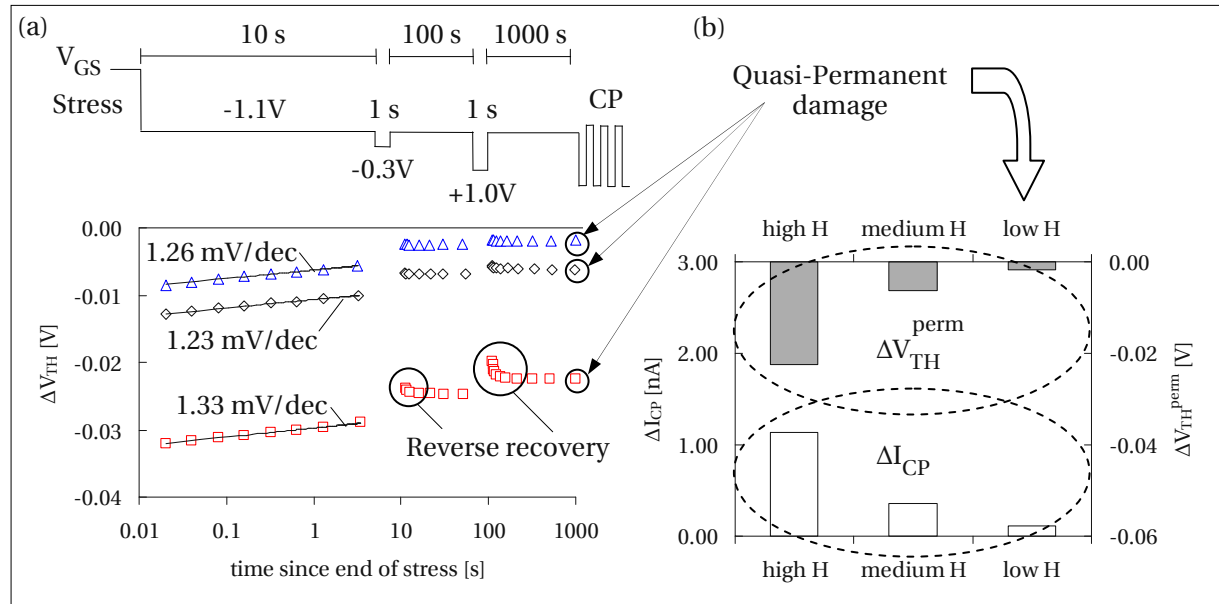 (a)
10 s
100 s
1000 s
V_GS
Stress
-1.1V
1 s
1 s
CP
-0.3V
+1.0V
0.00
-0.01
-0.02
-0.03
-0.04
ΔV_TH [V]
1.26 mV/dec
1.23 mV/dec
1.33 mV/dec
Reverse recovery
0.01
0.1
1
10
100
1000
time since end of stress [s]
(b)
Quasi-Permanent
damage
high H
medium H
low H
3.00
2.00
1.00
0.00
ΔI_CP [nA]
0.00
-0.02
-0.04
-0.06
ΔV_TH^perm [V]
ΔV_TH^perm
ΔI_CP
high H
medium H
low H